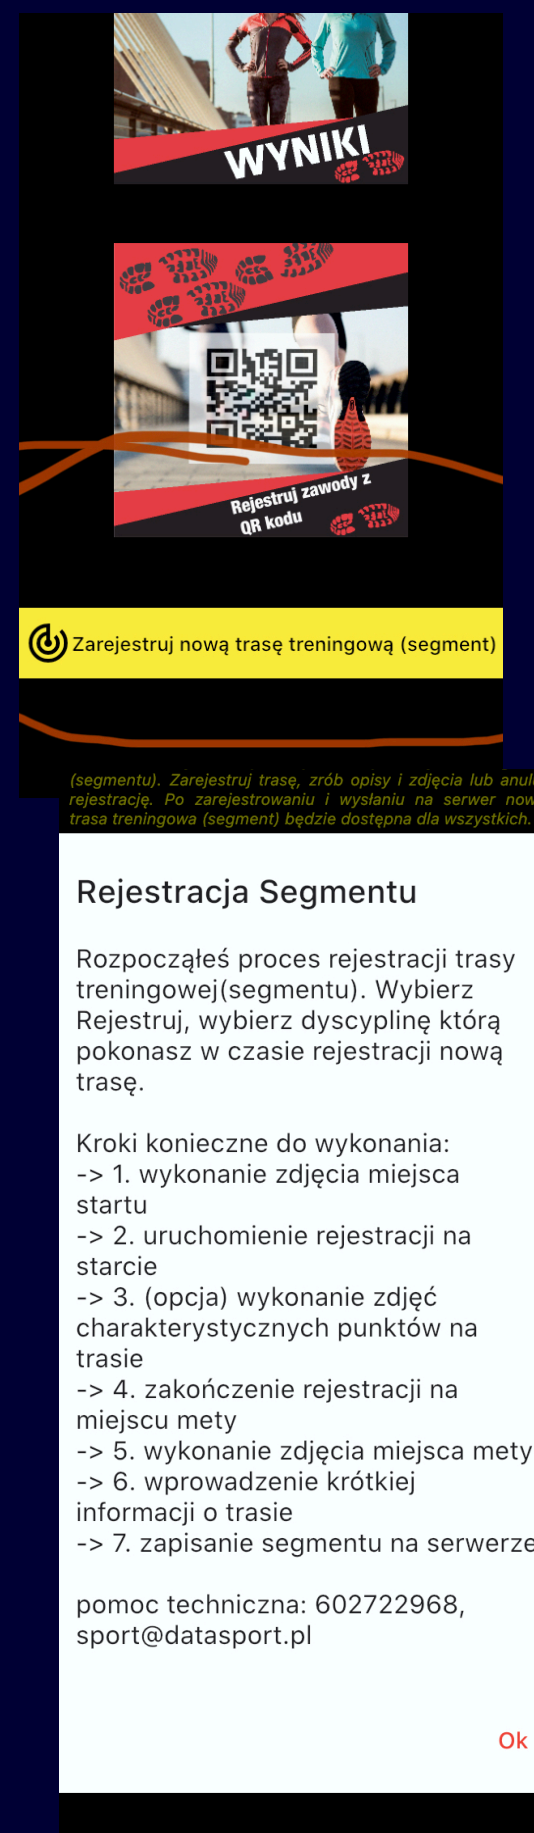 WYNIKI
Rejestruj zawody z
QR kodu
Zarejestruj nową trasę treningową (segment)
(segmentu). Zarejestruj trasę, zrób opisy i zdjęcia lub anul
rejestrację. Po zarejestrowaniu i wysłaniu na serwer now
trasa treningowa (segment) będzie dostępna dla wszystkich.
Rejestracja Segmentu
Rozpocząłeś proces rejestracji trasy
treningowej(segmentu). Wybierz
Rejestruj, wybierz dyscyplinę którą
pokonasz w czasie rejestracji nową
trasę.
Kroki konieczne do wykonania:
-> 1. wykonanie zdjęcia miejsca
startu
-> 2. uruchomienie rejestracji na
starcie
-> 3. (opcja) wykonanie zdjęć
charakterystycznych punktów na
trasie
-> 4. zakończenie rejestracji na
miejscu mety
-> 5. wykonanie zdjęcia miejsca mety
-> 6. wprowadzenie krótkiej
informacji o trasie
-> 7. zapisanie segmentu na serwerze
pomoc techniczna: 602722968,
sport@datasport.pl
Ok